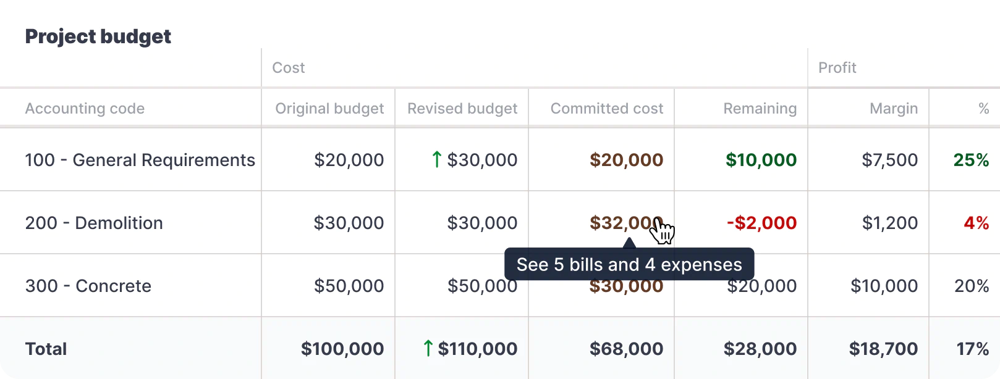 Project budget
Cost Profit
Accounting code Original budget Revised budget Committed cost Remaining Margin %
100 - General Requirements $20,000 ↑ $30,000 $20,000 $10,000 $7,500 25%
200 - Demolition $30,000 $30,000 $32,000 -$2,000 $1,200 4%
See 5 bills and 4 expenses
300 - Concrete $50,000 $50,000 $30,000 $20,000 $10,000 20%
Total $100,000 ↑ $110,000 $68,000 $28,000 $18,700 17%